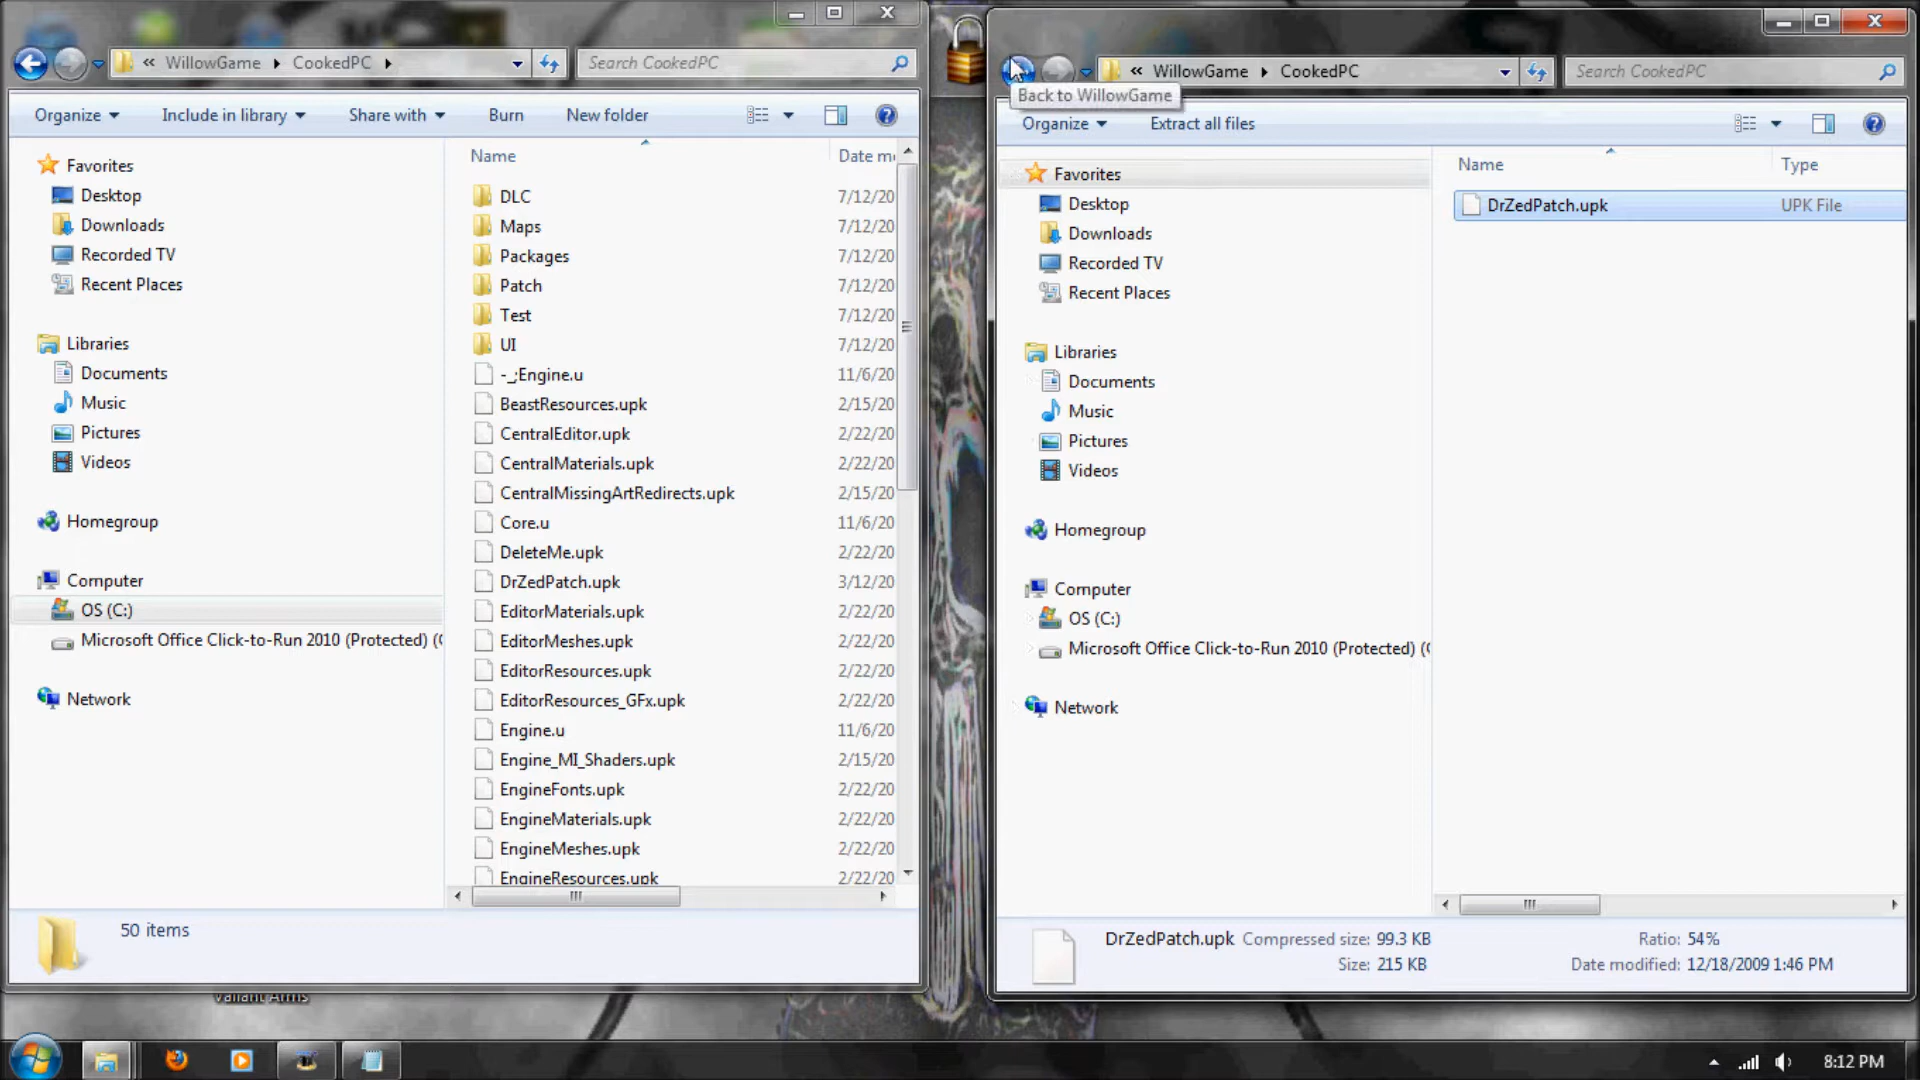 « WillowGame ▸ CookedPC ▸
Search CookedPC
Organize
Include in library
Share with
Burn
New folder
Favorites
Desktop
Downloads
Recorded TV
Recent Places
Libraries
Documents
Music
Pictures
Videos
Homegroup
Computer
OS (C:)
Microsoft Office Click-to-Run 2010 (Protected) (
Network
Name
Date m
DLC 7/12/20
Maps 7/12/20
Packages 7/12/20
Patch 7/12/20
Test 7/12/20
UI 7/12/20
-_;Engine.u 11/6/20
BeastResources.upk 2/15/20
CentralEditor.upk 2/22/20
CentralMaterials.upk 2/22/20
CentralMissingArtRedirects.upk 2/15/20
Core.u 11/6/20
DeleteMe.upk 2/22/20
DrZedPatch.upk 3/12/20
EditorMaterials.upk 2/22/20
EditorMeshes.upk 2/22/20
EditorResources.upk 2/22/20
EditorResources_GFx.upk 2/22/20
Engine.u 11/6/20
Engine_MI_Shaders.upk 2/15/20
EngineFonts.upk 2/22/20
EngineMaterials.upk 2/22/20
EngineMeshes.upk 2/22/20
EngineResources.upk 2/22/20
50 items
Valiant Arms
« WillowGame ▸ CookedPC
Search CookedPC
Back to WillowGame
Organize
Extract all files
Favorites
Desktop
Downloads
Recorded TV
Recent Places
Libraries
Documents
Music
Pictures
Videos
Homegroup
Computer
OS (C:)
Microsoft Office Click-to-Run 2010 (Protected) (
Network
Name
Type
DrZedPatch.upk UPK File
DrZedPatch.upk Compressed size: 99.3 KB
Size: 215 KB
Ratio: 54%
Date modified: 12/18/2009 1:46 PM
8:12 PM